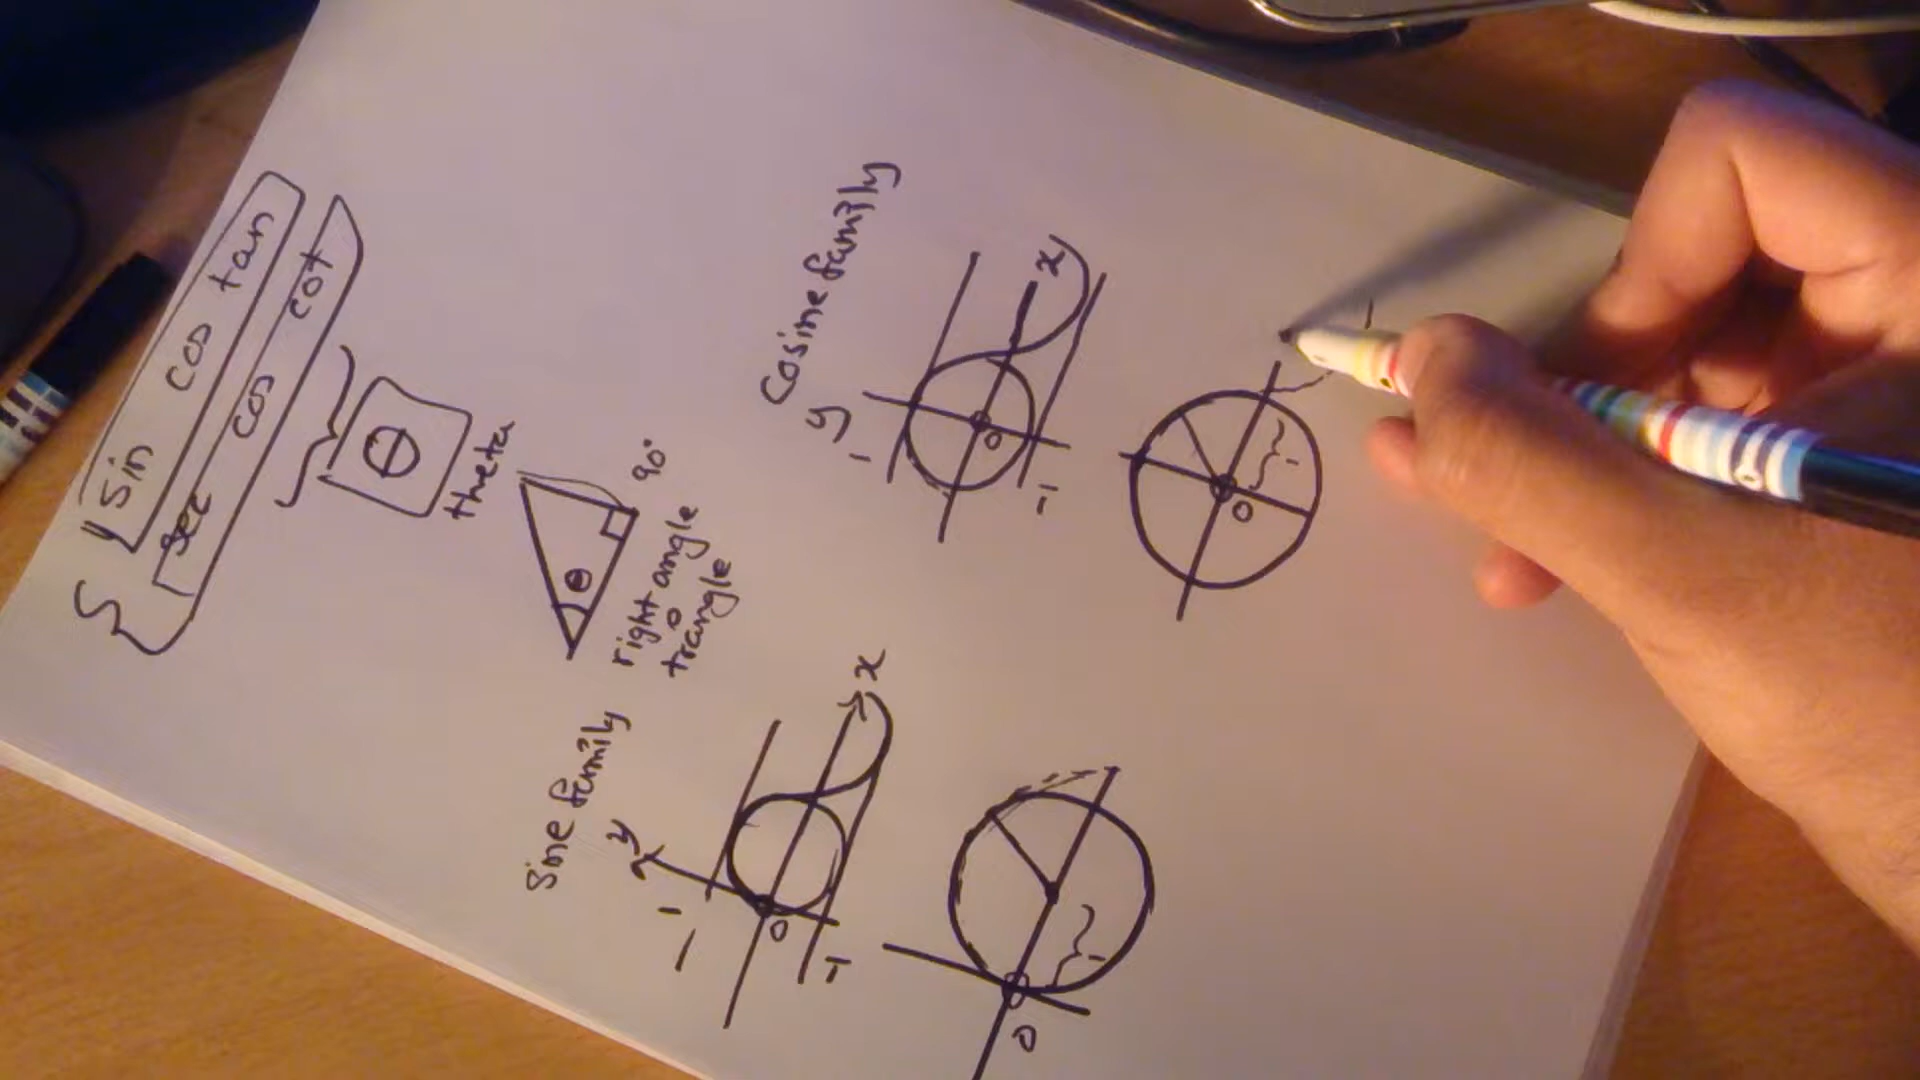 sin cos tan
sec cos cot
θ
theta
θ
90°
right angle
triangle
Sine family
y
1
x
0
-1
1
0
Cosine family
y
1
x
0
-1
1
0